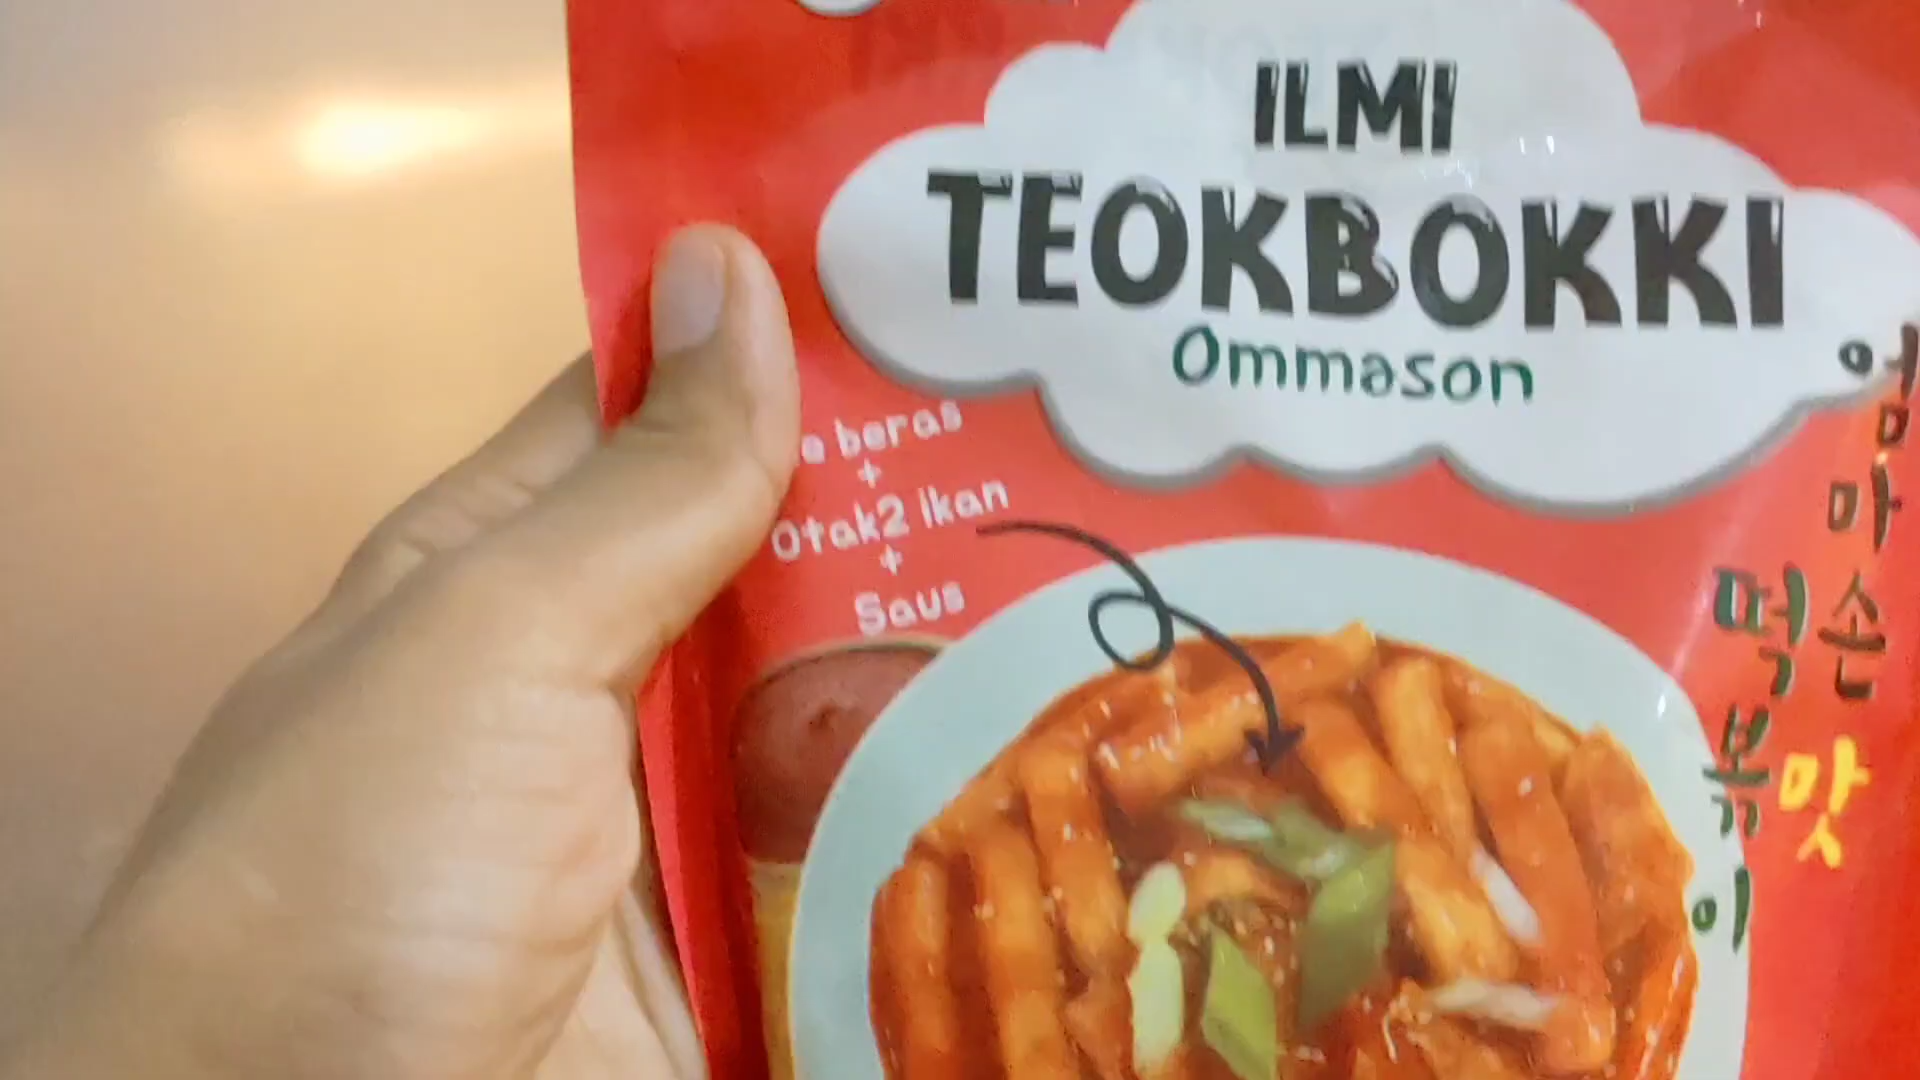 ILMI
TEOKBOKKI
Ommason
e beras
+
Otak2 ikan
+
Saus
엄마손맛
떡볶이